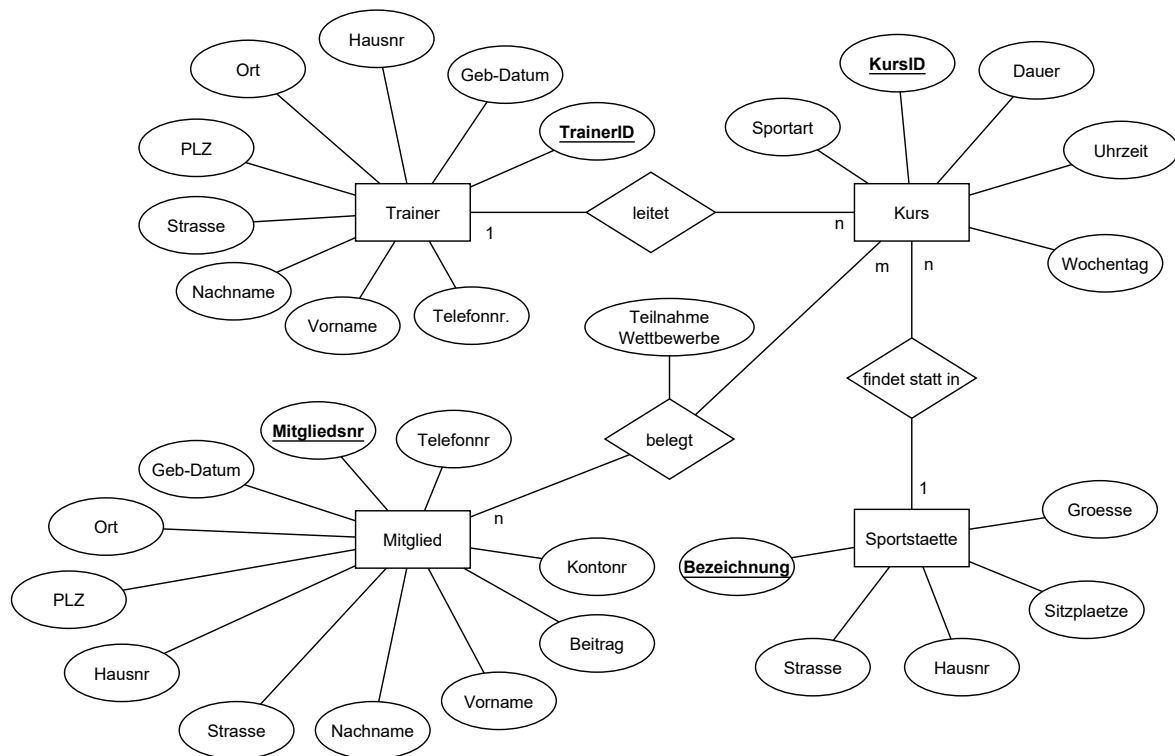 Hausnr
KursID
Ort
Geb-Datum
Dauer
Sportart
TrainerID
PLZ
Uhrzeit
Trainer
leitet
Kurs
Strasse
1
n
Wochentag
m
n
Nachname
Vorname
Telefonnr.
Teilnahme
Wettbewerbe
findet statt in
Mitgliedsnr
Telefonnr
belegt
Geb-Datum
1
Groesse
n
Ort
Mitglied
Sportstaette
Kontonr
Bezeichnung
PLZ
Sitzplaetze
Beitrag
Hausnr
Strasse
Hausnr
Vorname
Strasse
Nachname